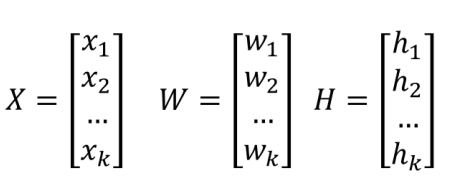 X = [x₁ x₂ ... xₖ] W = [w₁ w₂ ... wₖ] H = [h₁ h₂ ... hₖ]